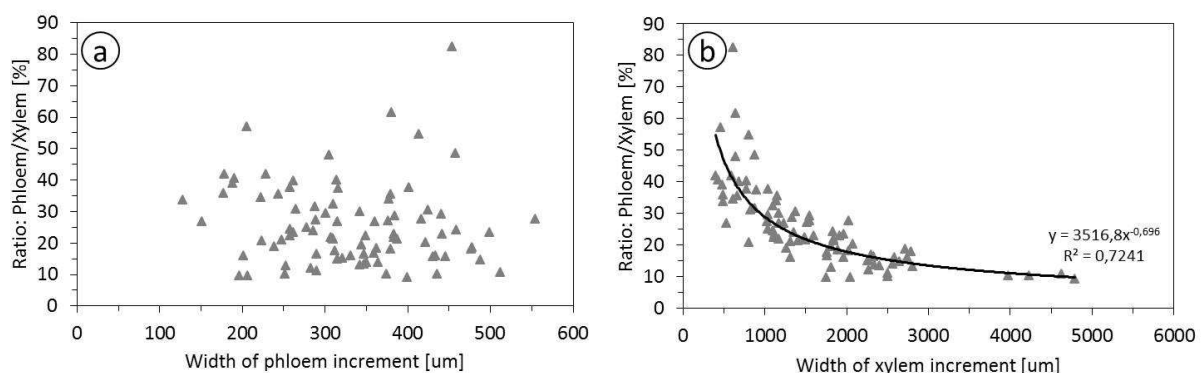 a
Ratio: Phloem/Xylem [%]
90
80
70
60
50
40
30
20
10
0
0 100 200 300 400 500 600
Width of phloem increment [um]
b
Ratio: Phloem/Xylem [%]
90
80
70
60
50
40
30
20
10
0
y = 3516,8x^-0,696
R² = 0,7241
0 1000 2000 3000 4000 5000 6000
Width of xylem increment [um]